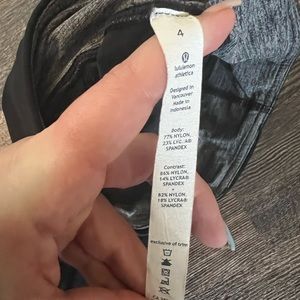 4
lululemon
athletica
Designed in
Vancouver
Made in
Indonesia
Body:
77% NYLON,
23% LYCRA®
SPANDEX
Contrast:
86% NYLON,
14% LYCRA®
SPANDEX
+
82% NYLON,
18% LYCRA®
SPANDEX
exclusive of trim